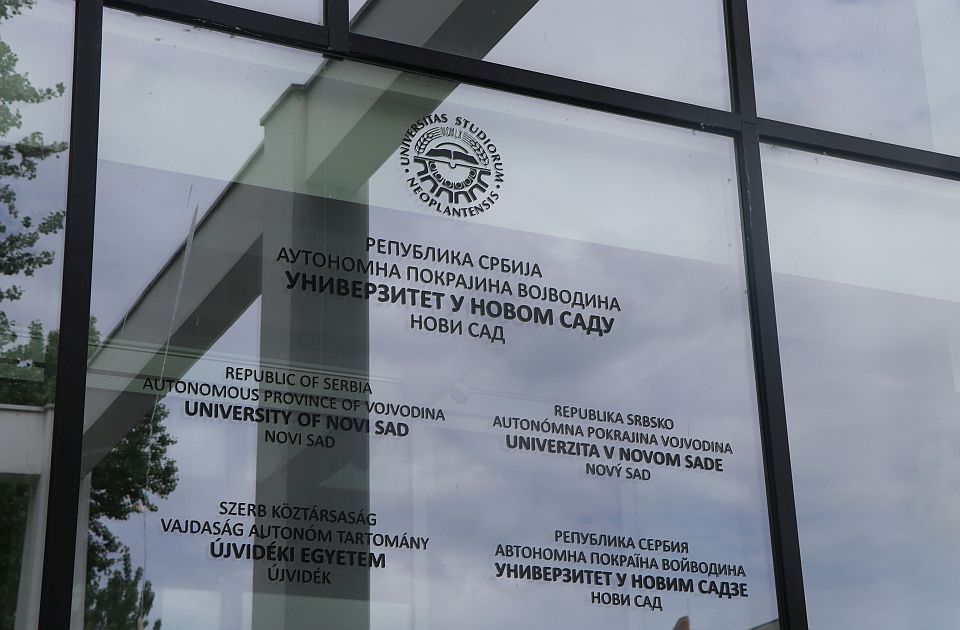 UNIVERSITAS STUDIORUM
NEOPLANTENSIS
MCMLX
РЕПУБЛИКА СРБИЈА
АУТОНОМНА ПОКРАЈИНА ВОЈВОДИНА
УНИВЕРЗИТЕТ У НОВОМ САДУ
НОВИ САД
REPUBLIC OF SERBIA
AUTONOMOUS PROVINCE OF VOJVODINA
UNIVERSITY OF NOVI SAD
NOVI SAD
REPUBLIKA SRBSKO
AUTONÓMNA POKRAJINA VOJVODINA
UNIVERZITA V NOVOM SADE
NOVÝ SAD
SZERB KÖZTÁRSASÁG
VAJDASÁG AUTONÓM TARTOMÁNY
ÚJVIDÉKI EGYETEM
ÚJVIDÉK
РЕПУБЛИКА СЕРБИЯ
АВТОНОМНА ПОКРАЇНА ВОЙВОДИНА
УНИВЕРЗИТЕТ У НОВИМ САДЗЕ
НОВИ САД